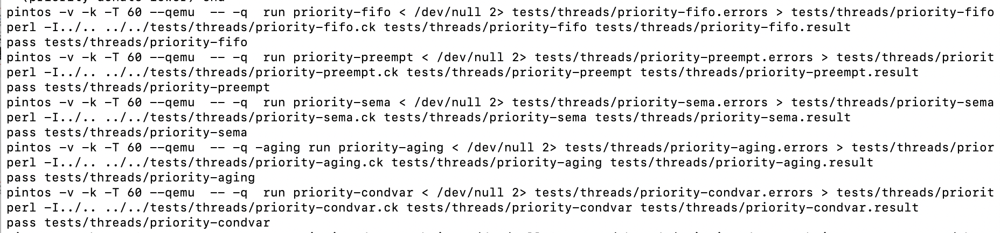 pintos -v -k -T 60 --qemu  -- -q  run priority-fifo < /dev/null 2> tests/threads/priority-fifo.errors > tests/threads/priority-fifo
perl -I../.. ../../tests/threads/priority-fifo.ck tests/threads/priority-fifo tests/threads/priority-fifo.result
pass tests/threads/priority-fifo
pintos -v -k -T 60 --qemu  -- -q  run priority-preempt < /dev/null 2> tests/threads/priority-preempt.errors > tests/threads/priorit
perl -I../.. ../../tests/threads/priority-preempt.ck tests/threads/priority-preempt tests/threads/priority-preempt.result
pass tests/threads/priority-preempt
pintos -v -k -T 60 --qemu  -- -q  run priority-sema < /dev/null 2> tests/threads/priority-sema.errors > tests/threads/priority-sema
perl -I../.. ../../tests/threads/priority-sema.ck tests/threads/priority-sema tests/threads/priority-sema.result
pass tests/threads/priority-sema
pintos -v -k -T 60 --qemu  -- -q -aging run priority-aging < /dev/null 2> tests/threads/priority-aging.errors > tests/threads/prior
perl -I../.. ../../tests/threads/priority-aging.ck tests/threads/priority-aging tests/threads/priority-aging.result
pass tests/threads/priority-aging
pintos -v -k -T 60 --qemu  -- -q  run priority-condvar < /dev/null 2> tests/threads/priority-condvar.errors > tests/threads/priorit
perl -I../.. ../../tests/threads/priority-condvar.ck tests/threads/priority-condvar tests/threads/priority-condvar.result
pass tests/threads/priority-condvar